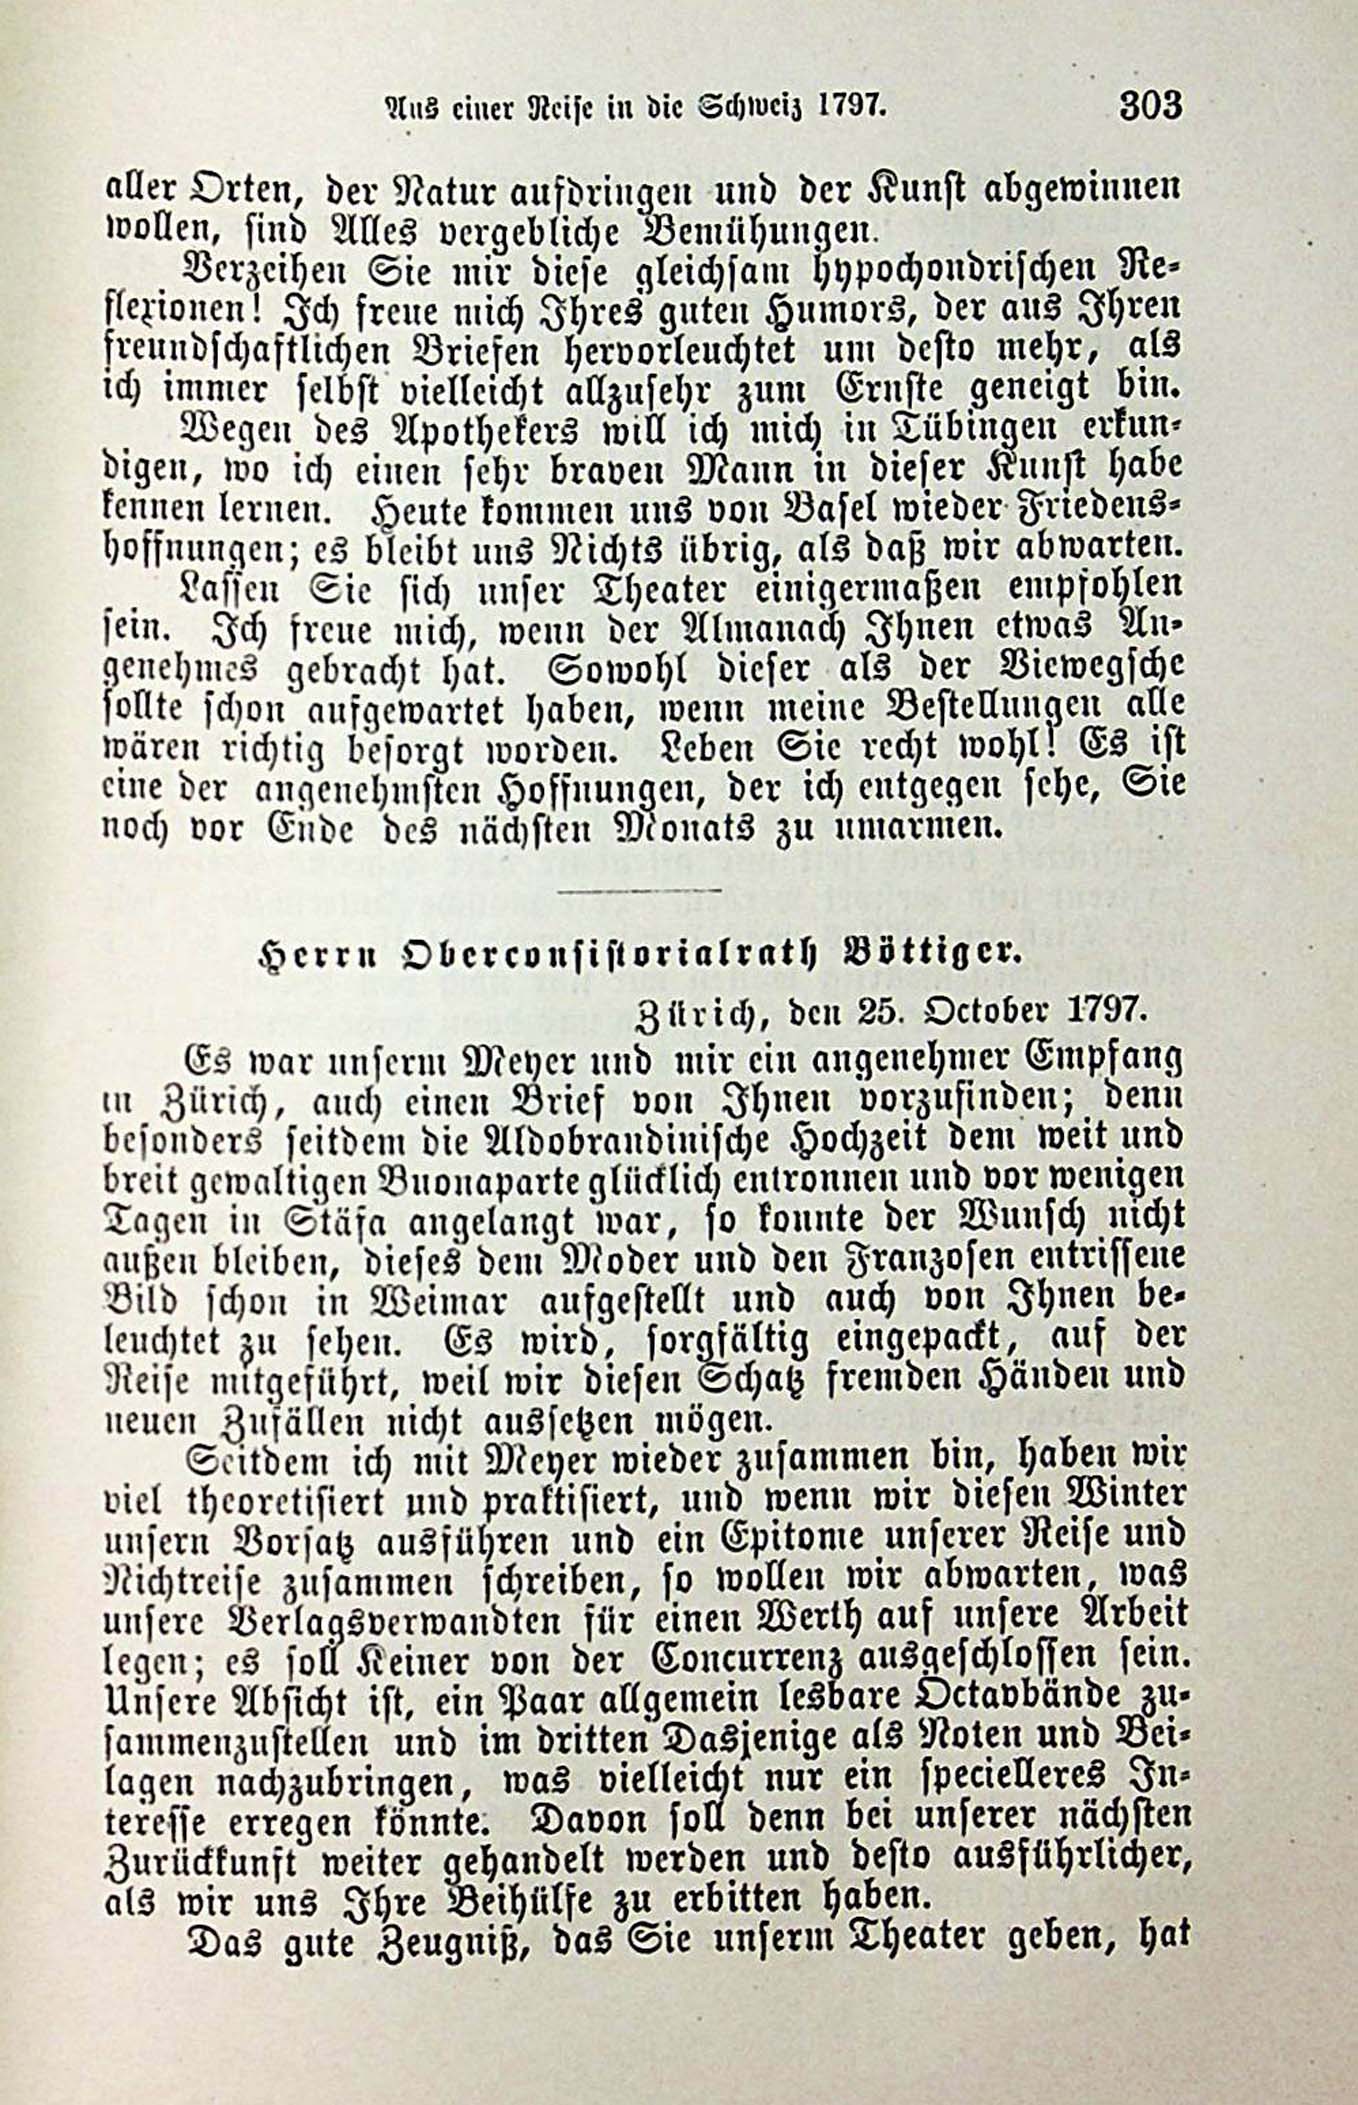 Aus einer Reise in die Schweiz 1797. 303
aller Orten, der Natur aufdringen und der Kunst abgewinnen
wollen, sind Alles vergebliche Bemühungen.
Verzeihen Sie mir diese gleichsam hypochondrischen Re-
flexionen! Ich freue mich Ihres guten Humors, der aus Ihren
freundschaftlichen Briefen hervorleuchtet um desto mehr, als
ich immer selbst vielleicht allzusehr zum Ernste geneigt bin.
Wegen des Apothekers will ich mich in Tübingen erkun-
digen, wo ich einen sehr braven Mann in dieser Kunst habe
kennen lernen. Heute kommen uns von Basel wieder Friedens-
hoffnungen; es bleibt uns Nichts übrig, als daß wir abwarten.
Lassen Sie sich unser Theater einigermaßen empfohlen
sein. Ich freue mich, wenn der Almanach Ihnen etwas An-
genehmes gebracht hat. Sowohl dieser als der Viewegsche
sollte schon aufgewartet haben, wenn meine Bestellungen alle
wären richtig besorgt worden. Leben Sie recht wohl! Es ist
eine der angenehmsten Hoffnungen, der ich entgegen sehe, Sie
noch vor Ende des nächsten Monats zu umarmen.
Herrn Oberconsistorialrath Böttiger.
Zürich, den 25. October 1797.
Es war unserm Meyer und mir ein angenehmer Empfang
in Zürich, auch einen Brief von Ihnen vorzufinden; denn
besonders seitdem die Aldobrandinische Hochzeit dem weit und
breit gewaltigen Buonaparte glücklich entronnen und vor wenigen
Tagen in Stäfa angelangt war, so konnte der Wunsch nicht
außen bleiben, dieses dem Moder und den Franzosen entrissene
Bild schon in Weimar aufgestellt und auch von Ihnen be-
leuchtet zu sehen. Es wird, sorgfältig eingepackt, auf der
Reise mitgeführt, weil wir diesen Schatz fremden Händen und
neuen Zufällen nicht aussetzen mögen.
Seitdem ich mit Meyer wieder zusammen bin, haben wir
viel theoretisiert und praktisiert, und wenn wir diesen Winter
unsern Vorsatz ausführen und ein Epitome unserer Reise und
Nichtreise zusammen schreiben, so wollen wir abwarten, was
unsere Verlagsverwandten für einen Werth auf unsere Arbeit
legen; es soll Keiner von der Concurrenz ausgeschlossen sein.
Unsere Absicht ist, ein Paar allgemein lesbare Octavbände zu-
sammenzustellen und im dritten Dasjenige als Noten und Bei-
lagen nachzubringen, was vielleicht nur ein specielleres In-
teresse erregen könnte. Davon soll denn bei unserer nächsten
Zurückkunft weiter gehandelt werden und desto ausführlicher,
als wir uns Ihre Beihülfe zu erbitten haben.
Das gute Zeugniß, das Sie unserm Theater geben, hat